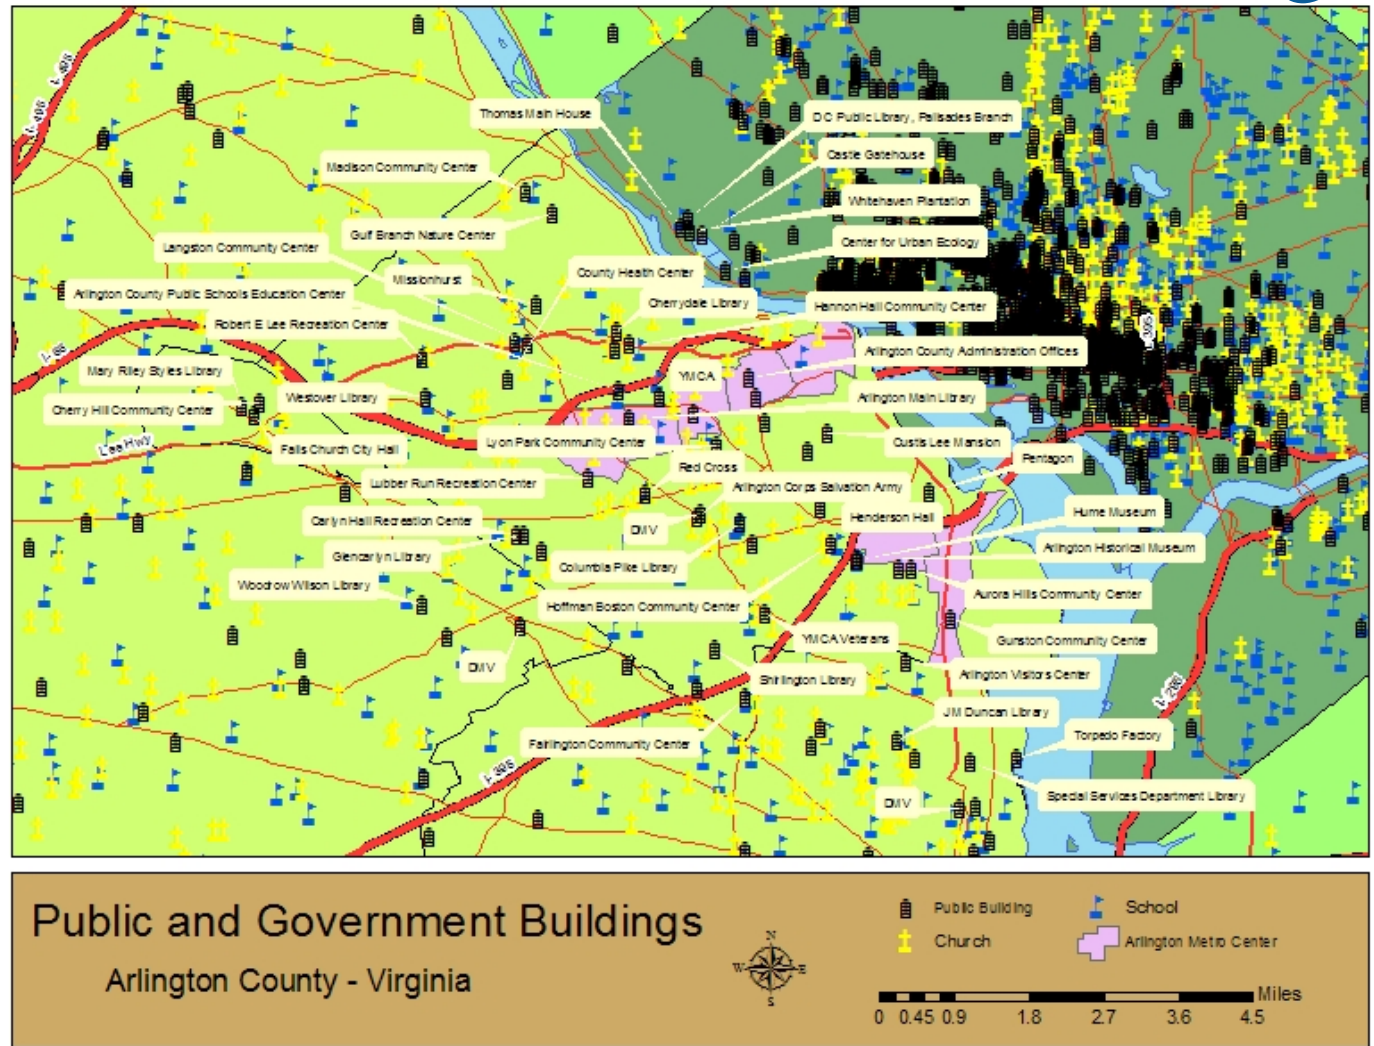 I-495
I-495
Thomas Main House
DC Public Library, Palisades Branch
Castle Gatehouse
Madison Community Center
Whitehaven Plantation
Gulf Branch Nature Center
Center for Urban Ecology
Langston Community Center
Missionhurst
County Health Center
Arlington County Public Schools Education Center
Cherrydale Library
Hannon Hall Community Center
Robert E Lee Recreation Center
I-395
I-66
Arlington County Administration Offices
Mary Riley Styles Library
YMCA
Westover Library
Arlington Main Library
Cherry Hill Community Center
Lee Hwy
Falls Church City Hall
Lyon Park Community Center
Custis Lee Mansion
Red Cross
Pentagon
Lubber Run Recreation Center
Arlington Corps Salvation Army
Carlyn Hall Recreation Center
DMV
Henderson Hall
Hume Museum
Glencarlyn Library
Arlington Historical Museum
Columbia Pike Library
Woodrow Wilson Library
Aurora Hills Community Center
Hoffman Boston Community Center
YMCA Veterans
Gunston Community Center
DMV
Shirlington Library
Arlington Visitors Center
I-295
JM Duncan Library
Fairlington Community Center
Torpedo Factory
I-395
DMV
Special Services Department Library
Public and Government Buildings
Arlington County - Virginia
N
W
E
S
Public Building
School
Church
Arlington Metro Center
Miles
0 0.45 0.9 1.8 2.7 3.6 4.5